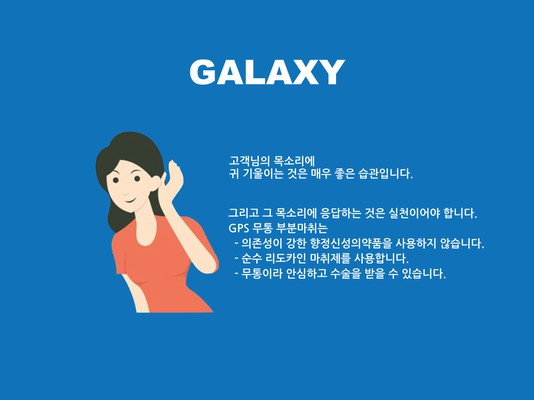 GALAXY
고객님의 목소리에
귀 기울이는 것은 매우 좋은 습관입니다.
그리고 그 목소리에 응답하는 것은 실천이어야 합니다.
GPS 무통 부분마취는
- 의존성이 강한 향정신성의약품을 사용하지 않습니다.
- 순수 리도카인 마취제를 사용합니다.
- 무통이라 안심하고 수술을 받을 수 있습니다.